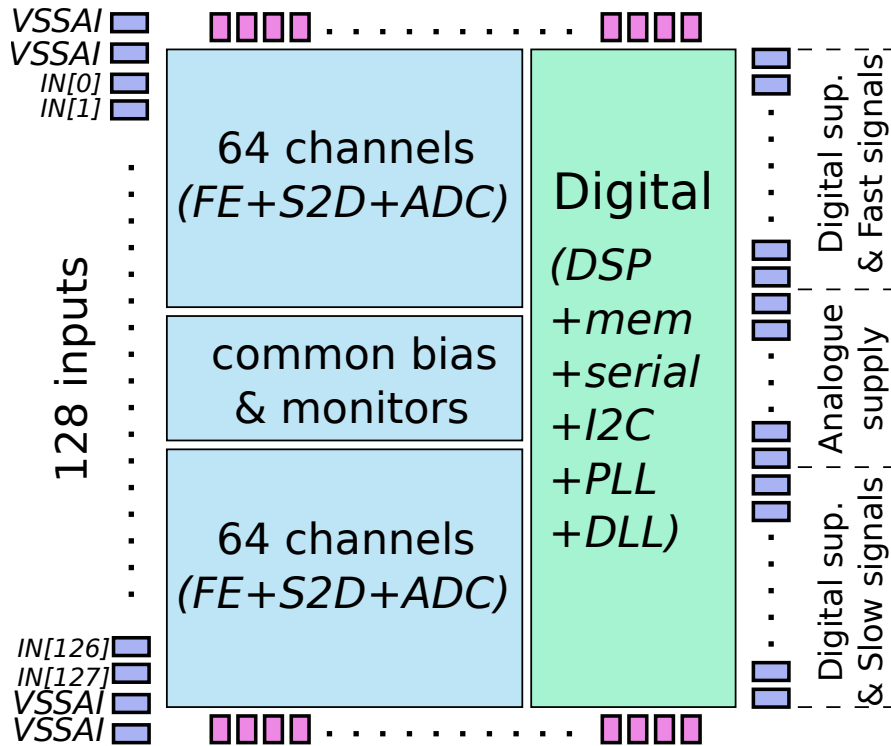 VSSAI
VSSAI
IN[0]
IN[1]
128 inputs
IN[126]
IN[127]
VSSAI
VSSAI
64 channels
(FE+S2D+ADC)
common bias
& monitors
64 channels
(FE+S2D+ADC)
Digital
(DSP
+mem
+serial
+I2C
+PLL
+DLL)
Digital sup.
& Fast signals
Analogue
supply
Digital sup.
& Slow signals